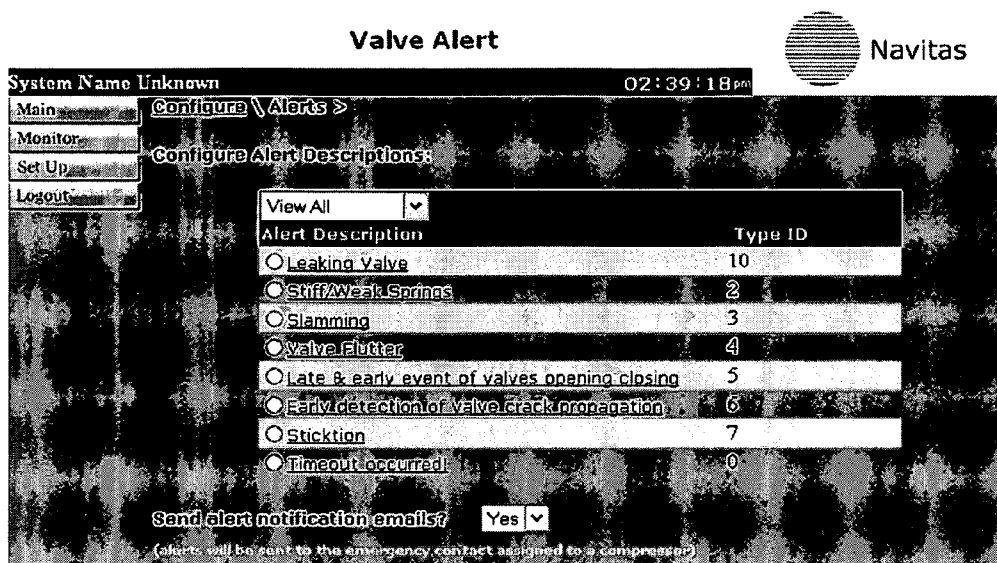 Valve Alert
Navitas
System Name Unknown 02:39:18pm
Main
Monitor
Set Up
Logout
Configure \ Alerts >
Configure Alert Descriptions:
View All
Alert Description Type ID
Leaking Valve 10
Stiff/Weak Springs 2
Slamming 3
Valve Flutter 4
Late & early event of valves opening closing 5
Early detection of valve crack propagation 6
Sticktion 7
Timeout occurred! 0
Send alert notification emails? Yes
(alerts will be sent to the emergency contact assigned to a compressor)